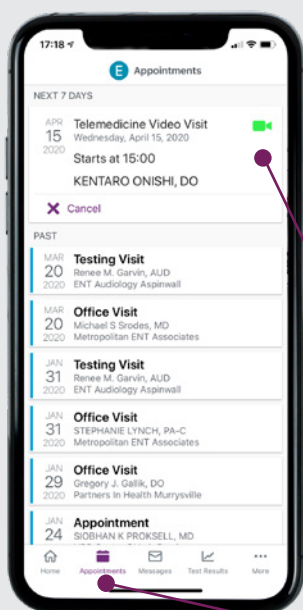 17:18
E Appointments
NEXT 7 DAYS
APR
15
2020
Telemedicine Video Visit
Wednesday, April 15, 2020
Starts at 15:00
KENTARO ONISHI, DO
Cancel
PAST
MAR
20
2020
Testing Visit
Renee M. Garvin, AUD
ENT Audiology Aspinwall
MAR
20
2020
Office Visit
Michael S Srodes, MD
Metropolitan ENT Associates
JAN
31
2020
Testing Visit
Renee M. Garvin, AUD
ENT Audiology Aspinwall
JAN
31
2020
Office Visit
STEPHANIE LYNCH, PA-C
Metropolitan ENT Associates
JAN
29
2020
Office Visit
Gregory J. Gallik, DO
Partners In Health Murrysville
JAN
24
Appointment
SIOBHAN K PROKSELL, MD
Home
Appointments
Messages
Test Results
More